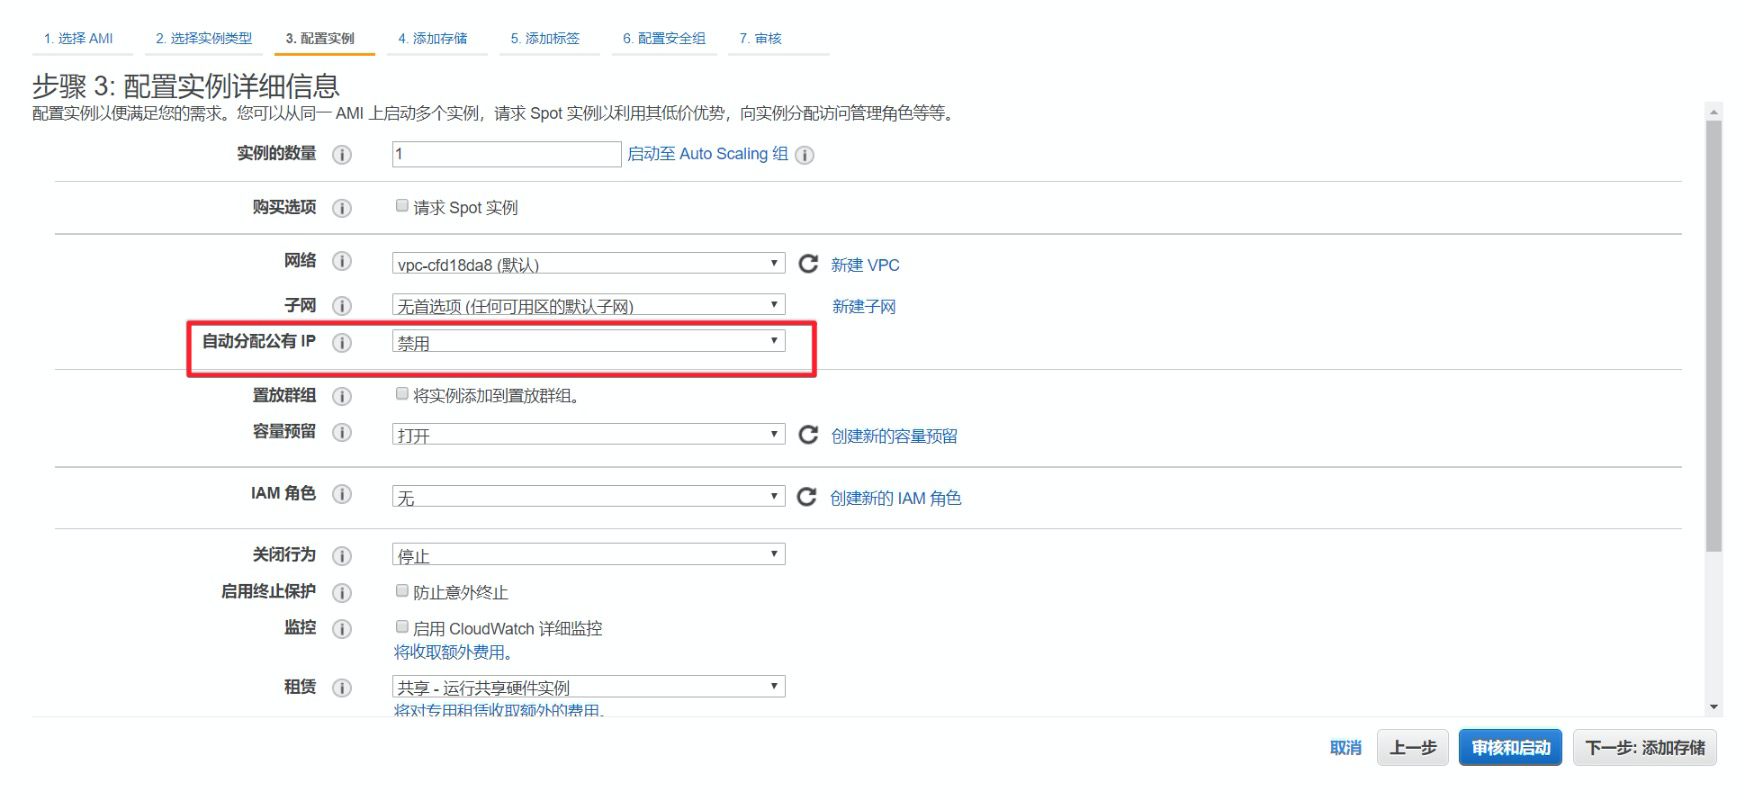 1. 选择 AMI 2. 选择实例类型 3. 配置实例 4. 添加存储 5. 添加标签 6. 配置安全组 7. 审核
步骤 3: 配置实例详细信息
配置实例以便满足您的需求。您可以从同一 AMI 上启动多个实例，请求 Spot 实例以利用其低价优势，向实例分配访问管理角色等等。
实例的数量 1 启动至 Auto Scaling 组
购买选项 请求 Spot 实例
网络 vpc-cfd18da8 (默认) 新建 VPC
子网 无首选项 (任何可用区的默认子网) 新建子网
自动分配公有 IP 禁用
置放群组 将实例添加到置放群组。
容量预留 打开 创建新的容量预留
IAM 角色 无 创建新的 IAM 角色
关闭行为 停止
启用终止保护 防止意外终止
监控 启用 CloudWatch 详细监控
将收取额外费用。
租赁 共享 - 运行共享硬件实例
将对专用租赁收取额外的费用。
取消 上一步 审核和启动 下一步: 添加存储